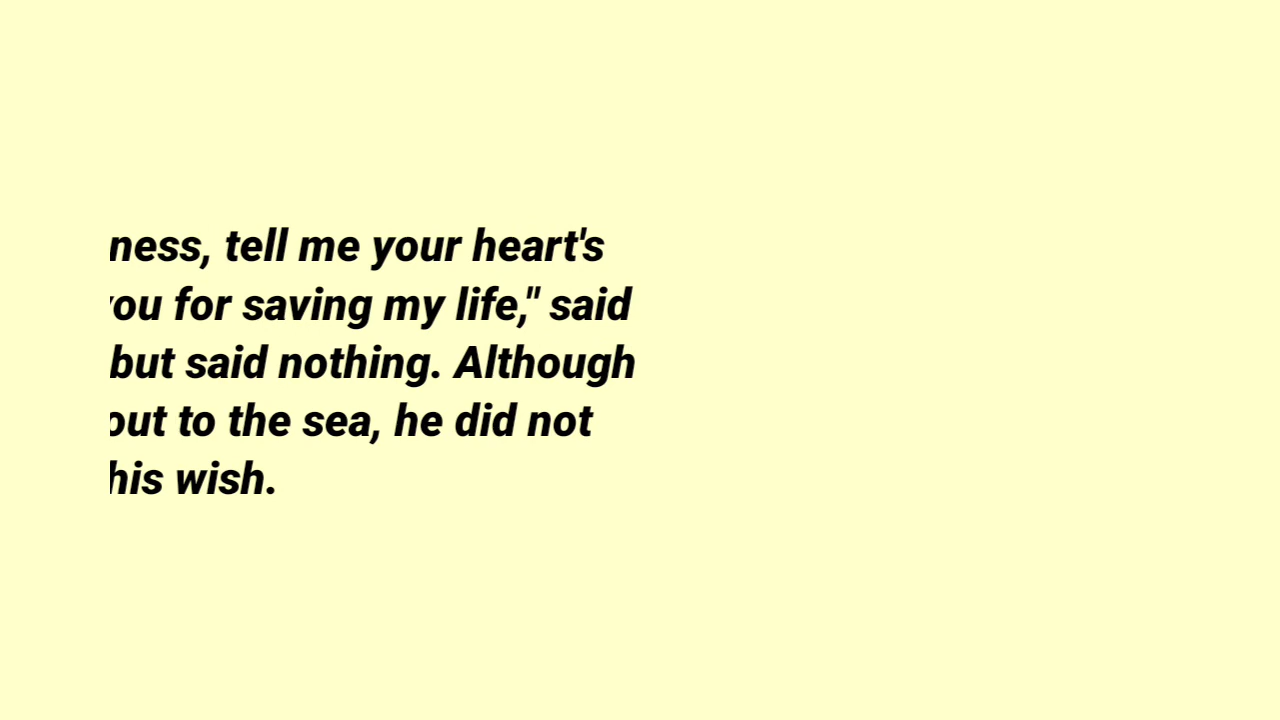 ness, tell me your heart's
you for saving my life," said
but said nothing. Although
out to the sea, he did not
his wish.